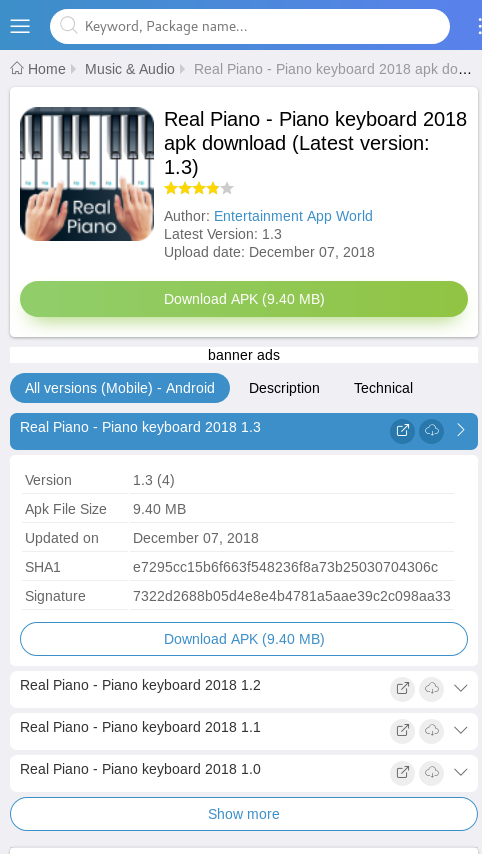 Keyword, Package name...
Home Music & Audio Real Piano - Piano keyboard 2018 apk do...
Real Piano - Piano keyboard 2018
apk download (Latest version:
1.3)
Real
Piano
Author: Entertainment App World
Latest Version: 1.3
Upload date: December 07, 2018
Download APK (9.40 MB)
banner ads
All versions (Mobile) - Android Description Technical
Real Piano - Piano keyboard 2018 1.3
Version 1.3 (4)
Apk File Size 9.40 MB
Updated on December 07, 2018
SHA1 e7295cc15b6f663f548236f8a73b25030704306c
Signature 7322d2688b05d4e8e4b4781a5aae39c2c098aa33
Download APK (9.40 MB)
Real Piano - Piano keyboard 2018 1.2
Real Piano - Piano keyboard 2018 1.1
Real Piano - Piano keyboard 2018 1.0
Show more